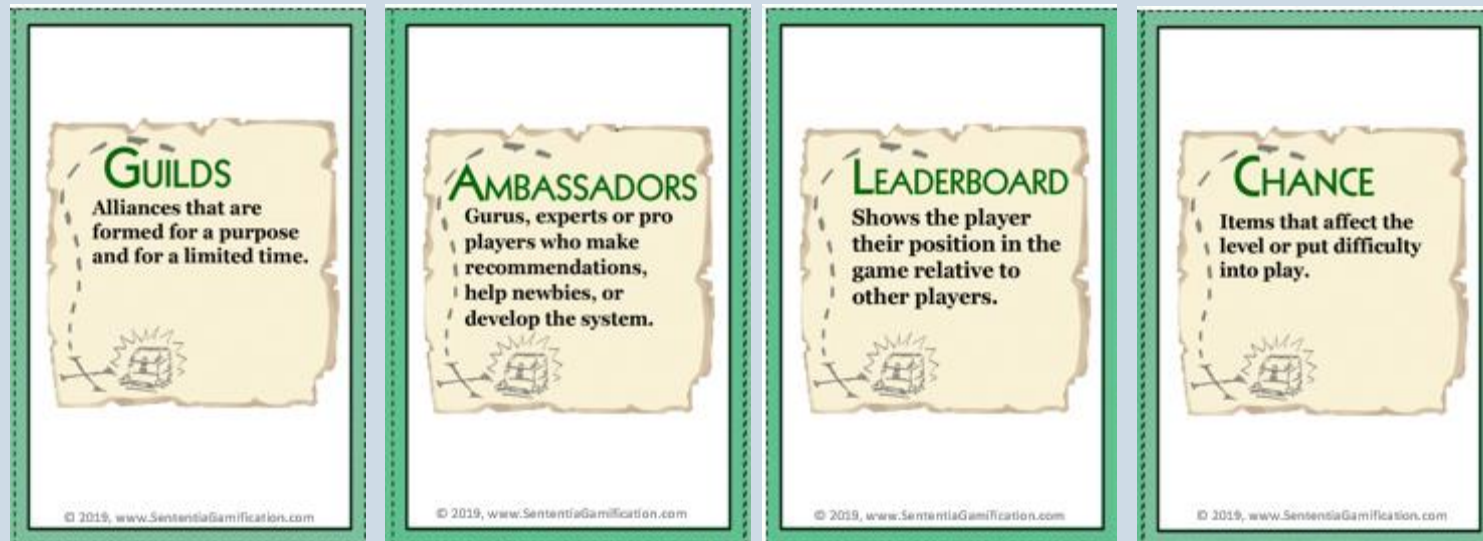 GUILDS
Alliances that are
formed for a purpose
and for a limited time.
© 2019, www.SententiaGamification.com
AMBASSADORS
Gurus, experts or pro
players who make
recommendations,
help newbies, or
develop the system.
© 2019, www.SententiaGamification.com
LEADERBOARD
Shows the player
their position in the
game relative to
other players.
© 2019, www.SententiaGamification.com
CHANCE
Items that affect the
level or put difficulty
into play.
© 2019, www.SententiaGamification.com